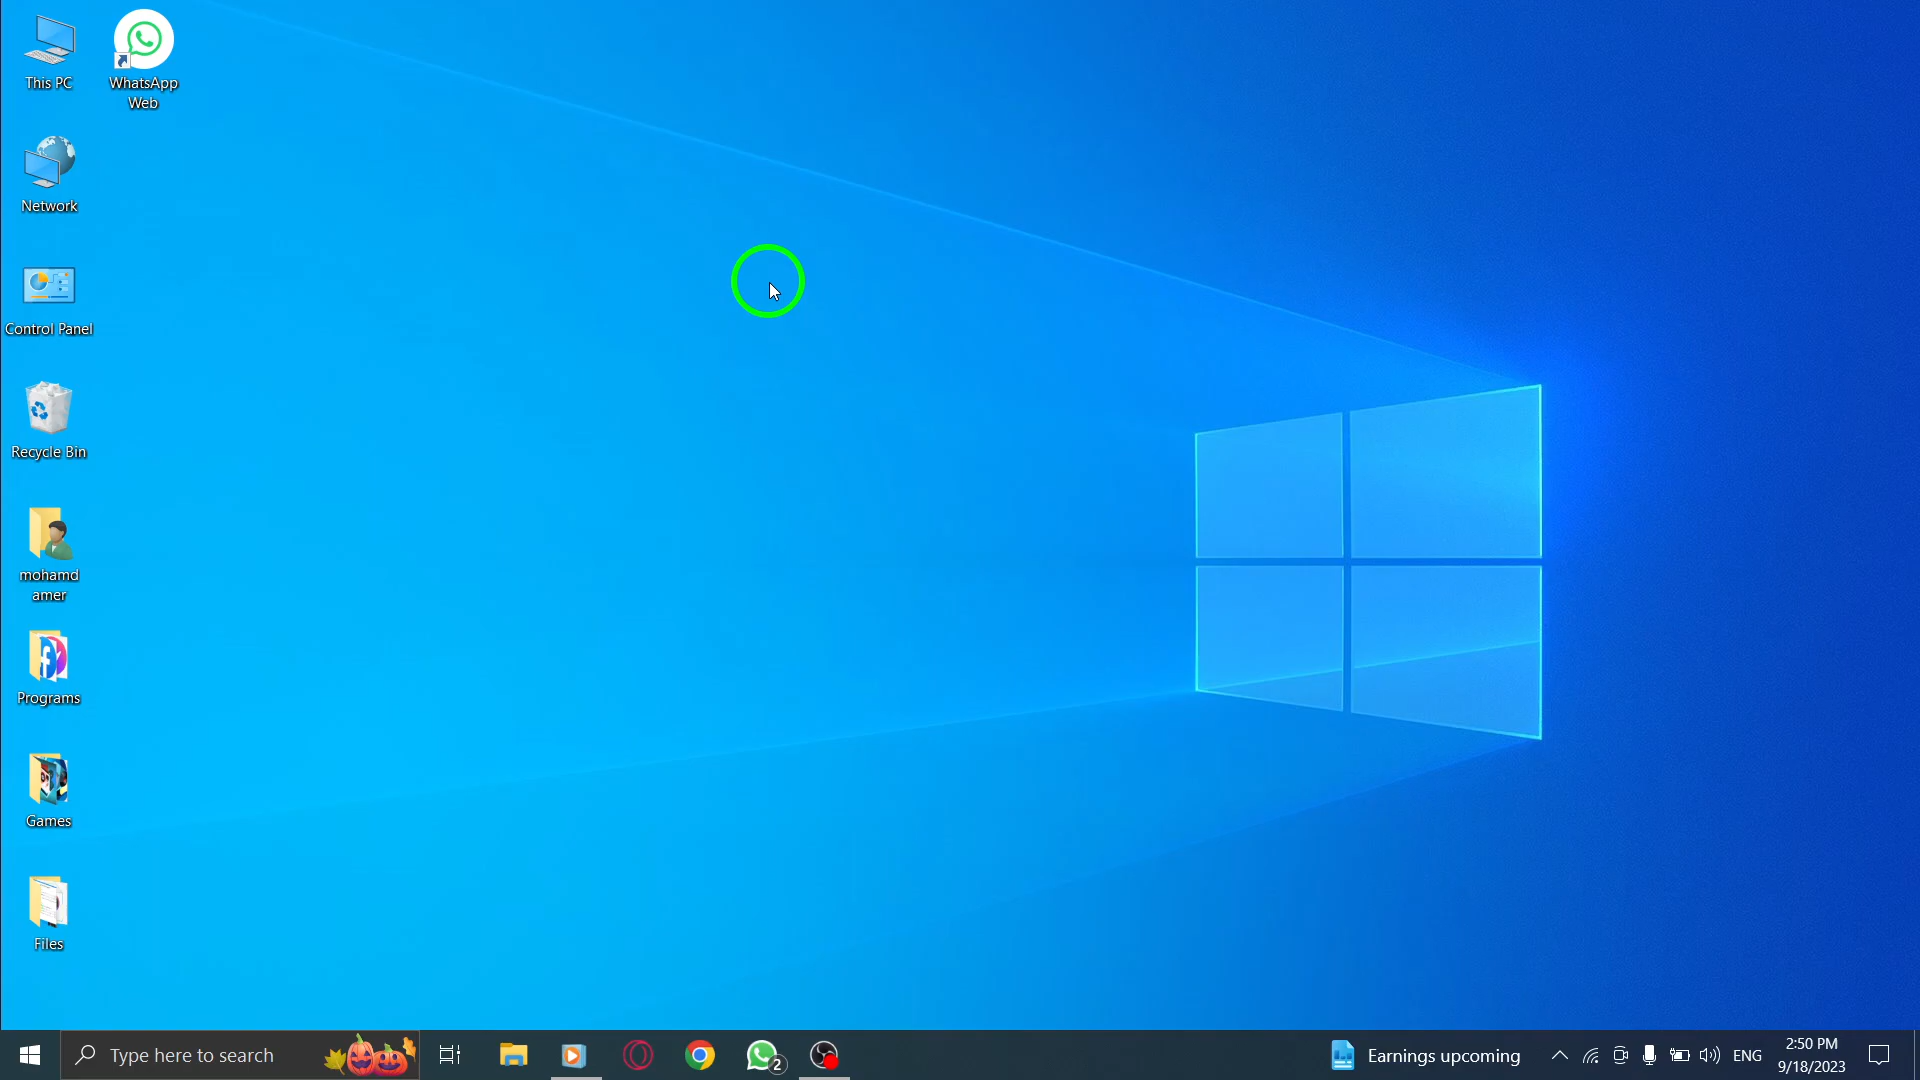 This PC
WhatsApp
Web
Network
Control Panel
Recycle Bin
mohamd
amer
Programs
Games
Files
Type here to search
2
Earnings upcoming
ENG
2:50 PM
9/18/2023